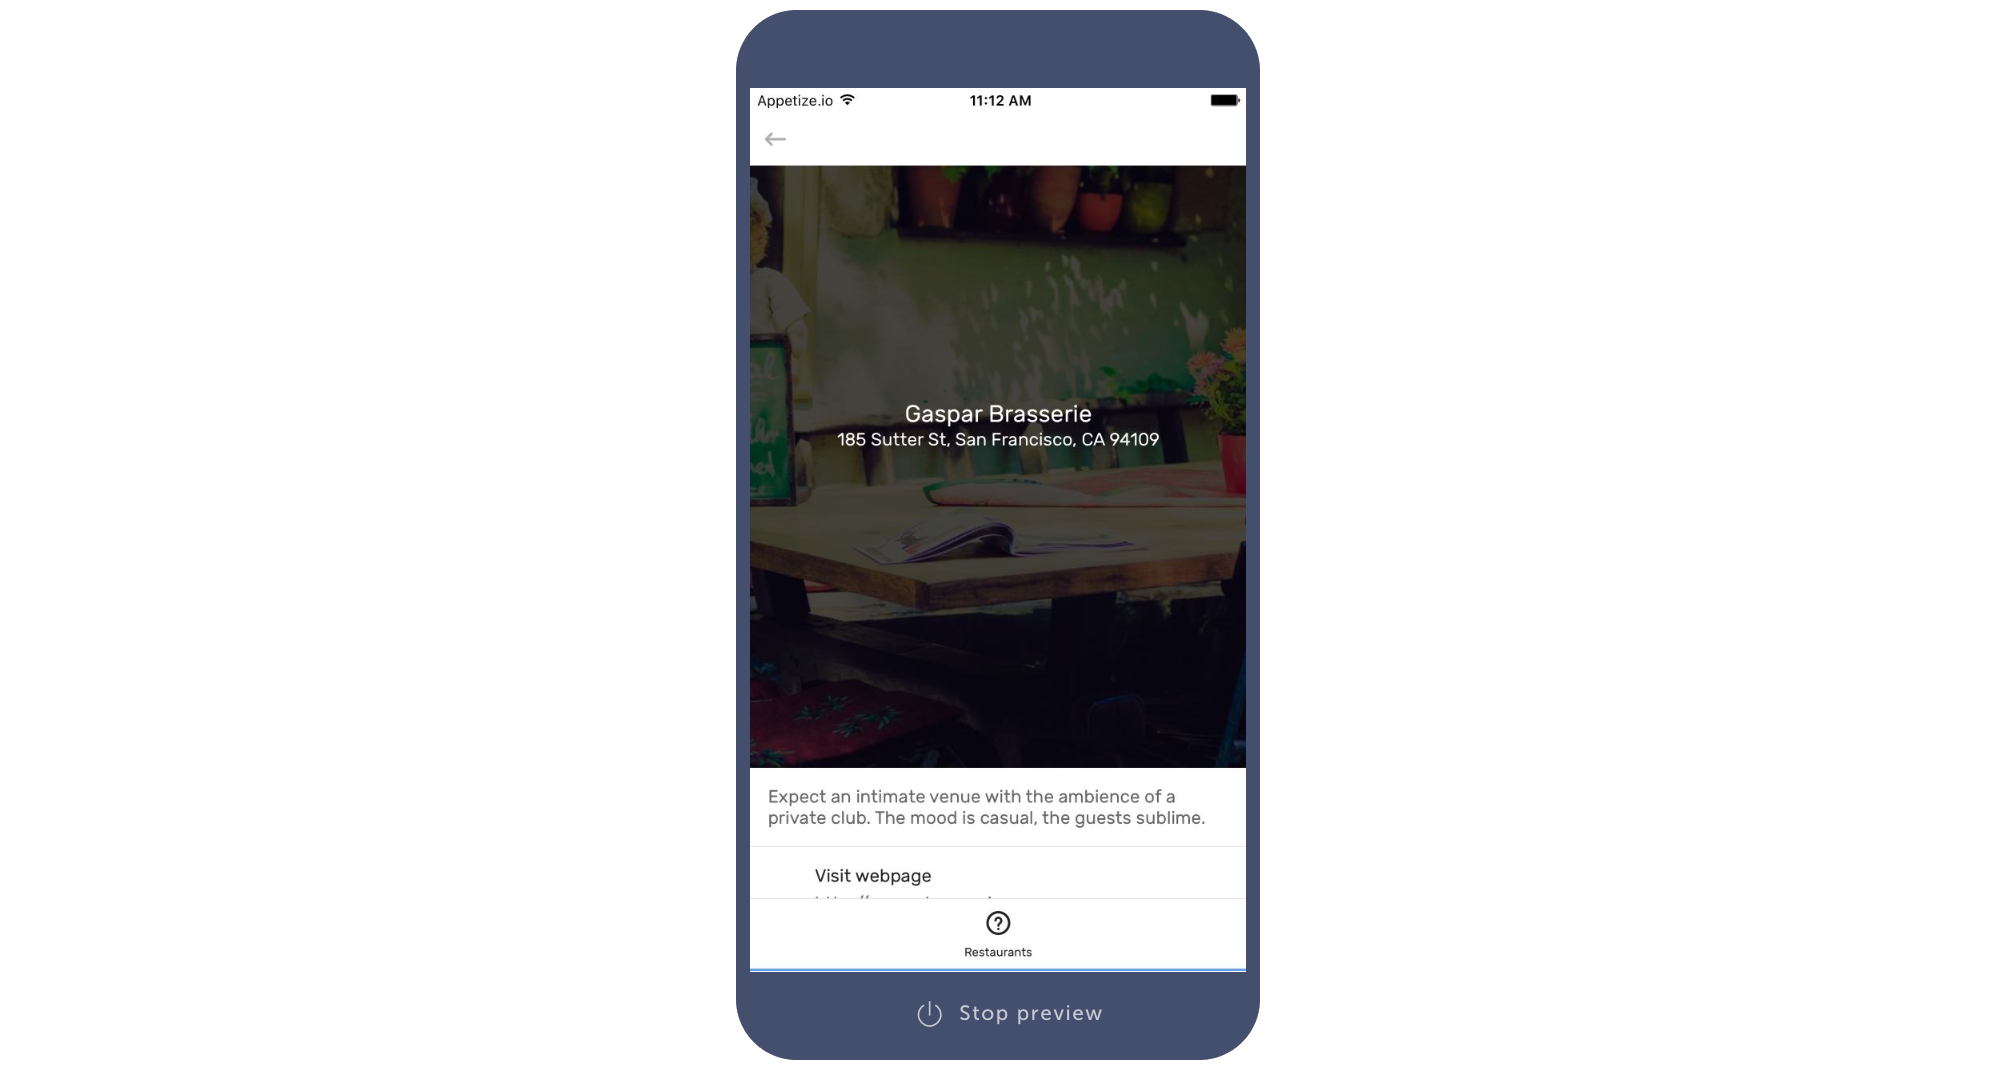 Appetize.io
11:12 AM
Gaspar Brasserie
185 Sutter St, San Francisco, CA 94109
Expect an intimate venue with the ambience of a
private club. The mood is casual, the guests sublime.
Visit webpage
Restaurants
Stop preview